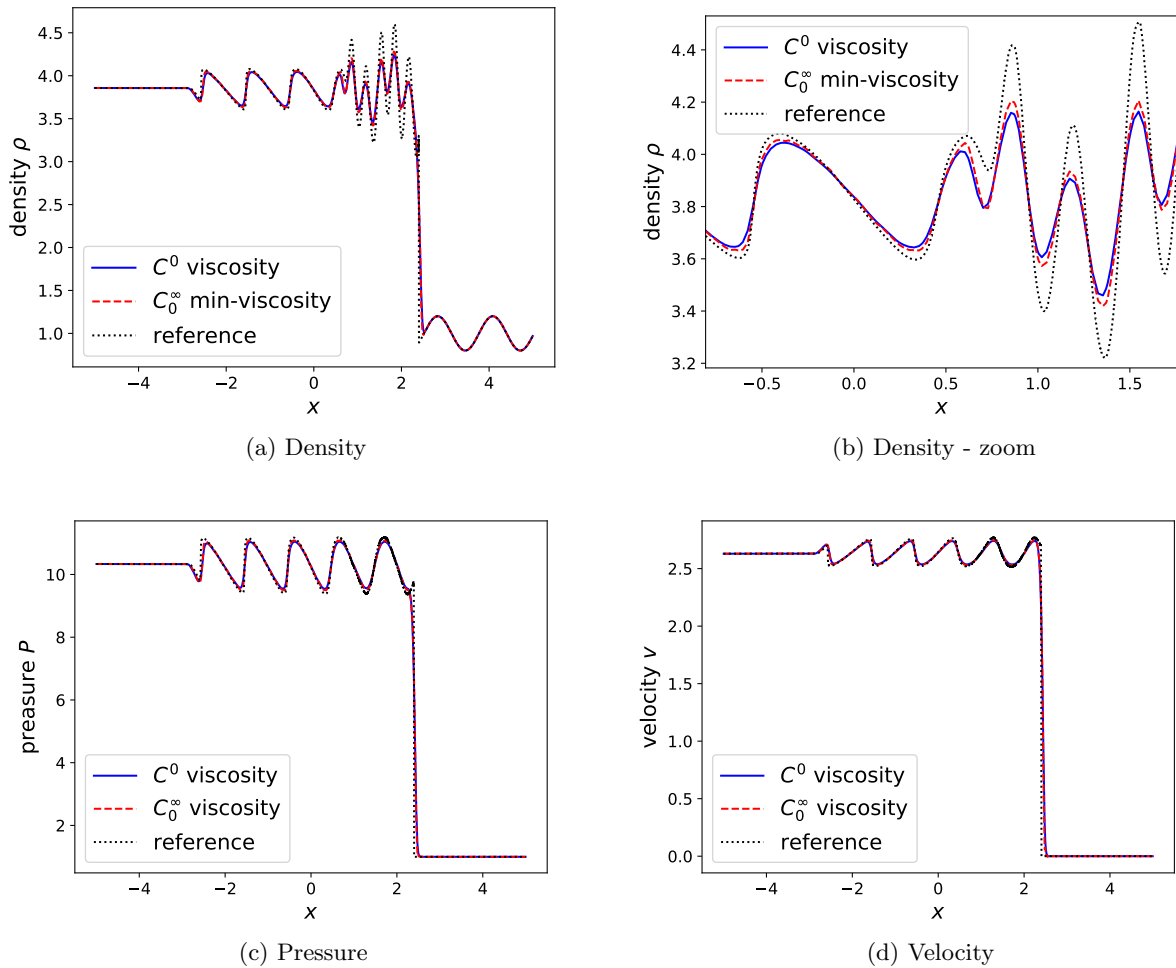 4.5
4.0
3.5
3.0
2.5
2.0
1.5
1.0
density ρ
C⁰ viscosity
C₀^∞ min-viscosity
reference
−4
−2
0
2
4
x
(a) Density
4.4
4.2
4.0
3.8
3.6
3.4
3.2
density ρ
C⁰ viscosity
C₀^∞ min-viscosity
reference
−0.5
0.0
0.5
1.0
1.5
x
(b) Density - zoom
10
8
6
4
2
preasure P
C⁰ viscosity
C₀^∞ viscosity
reference
−4
−2
0
2
4
x
(c) Pressure
2.5
2.0
1.5
1.0
0.5
0.0
velocity v
C⁰ viscosity
C₀^∞ viscosity
reference
−4
−2
0
2
4
x
(d) Velocity